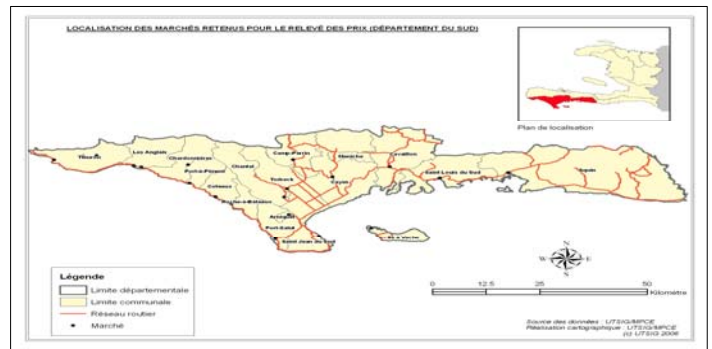 LOCALISATION DES MARCHÉS RETENUS POUR LE RELEVÉ DES PRIX (DÉPARTEMENT DU SUD)
Plan de localisation
Les Anglais
Tiburon
Chardonnières
Port-à-Piment
Coteaux
Roche-à-Bateaux
Chantal
Camp-Perrin
Maniche
Cavaillon
Torbeck
Cayes
Saint Louis du Sud
Aquin
Arniquet
Port-Salut
Saint Jean du Sud
Ile à Vache
N
W
E
S
Légende
Limite départementale
Limite communale
Réseau routier
Marché
0 12.5 25 50
Kilomètre
Source des données : UTSIG/MPCE
Réalisation cartographique : UTSIG/MPCE
(c) UTSIG 2006